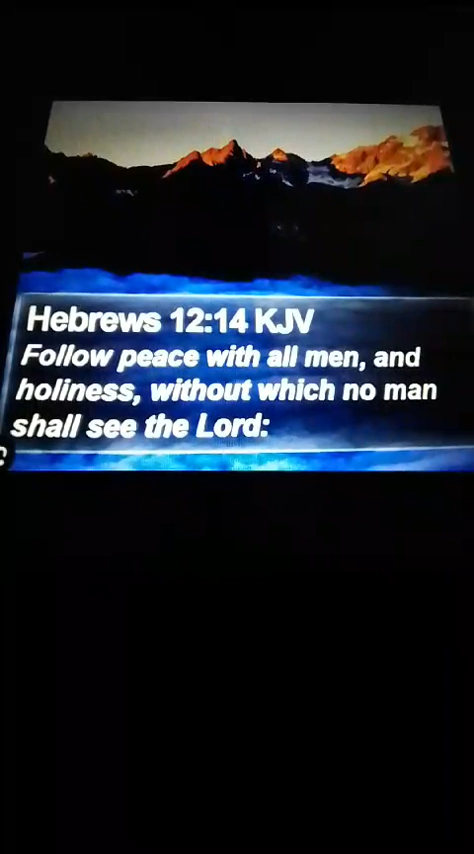 Hebrews 12:14 KJV
Follow peace with all men, and
holiness, without which no man
shall see the Lord: